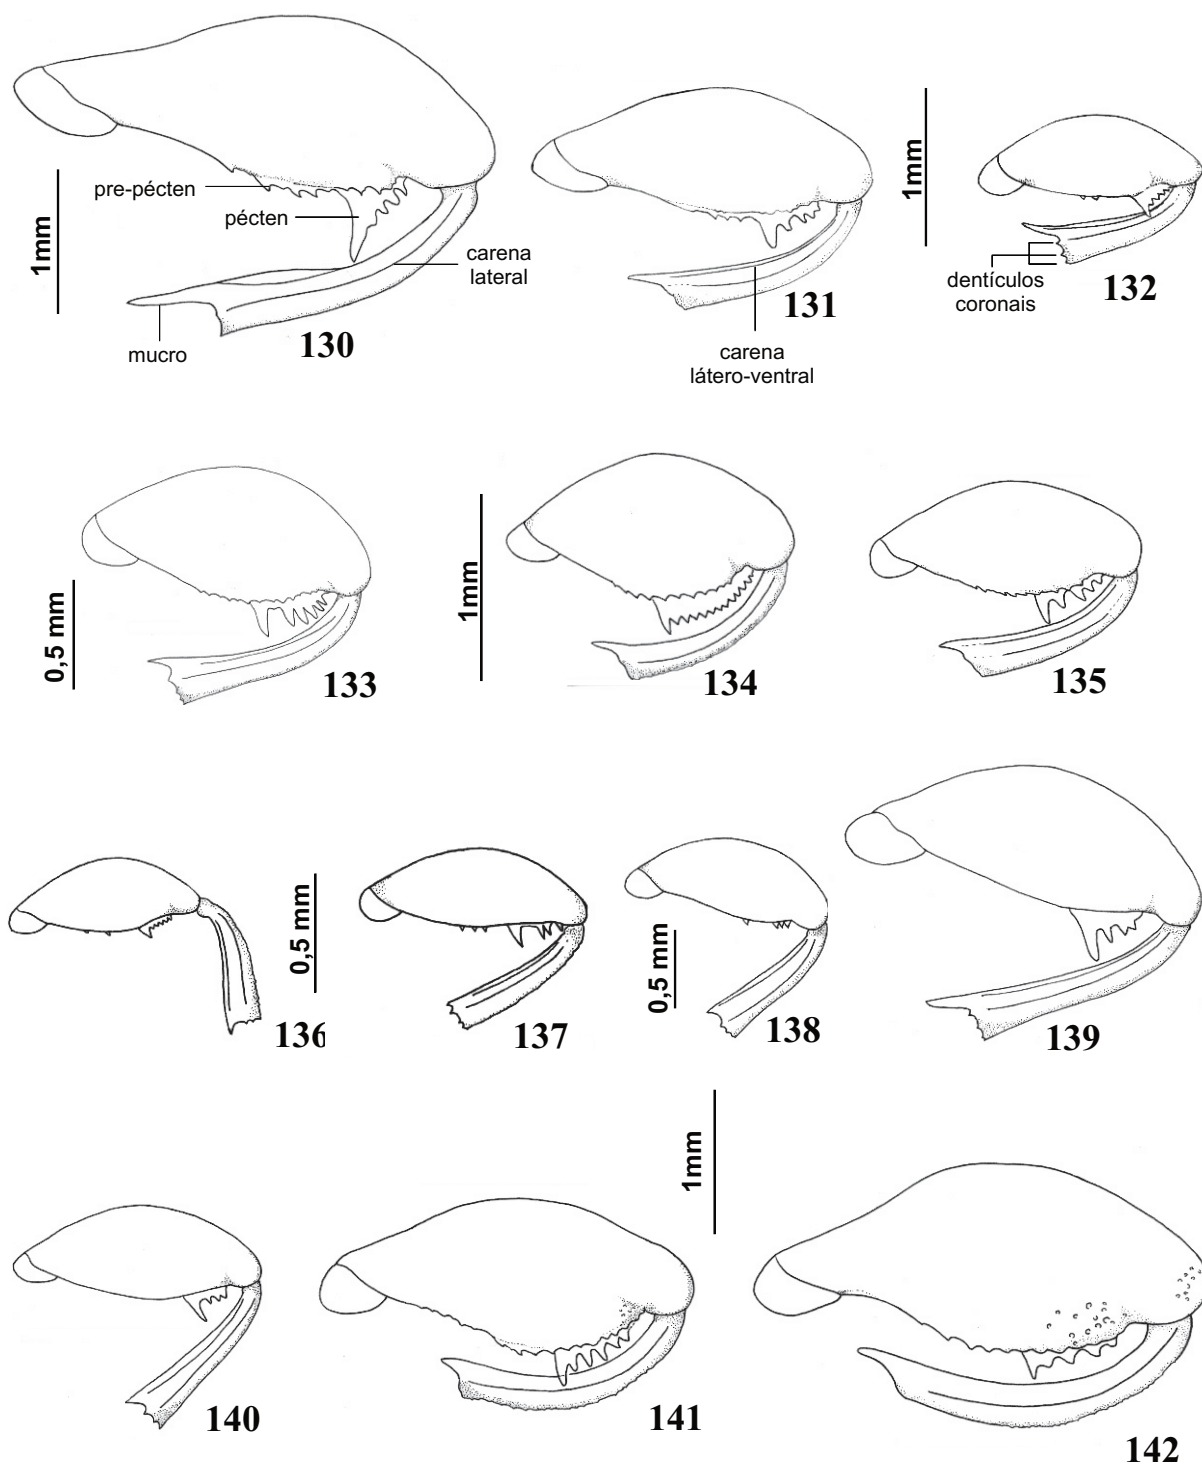 pre-pécten
pécten
1mm
carena
lateral
mucro
130
131
carena
látero-ventral
1mm
dentículos
coronais
132
0,5 mm
133
1mm
134
135
136
0,5 mm
137
0,5 mm
138
139
140
141
1mm
142